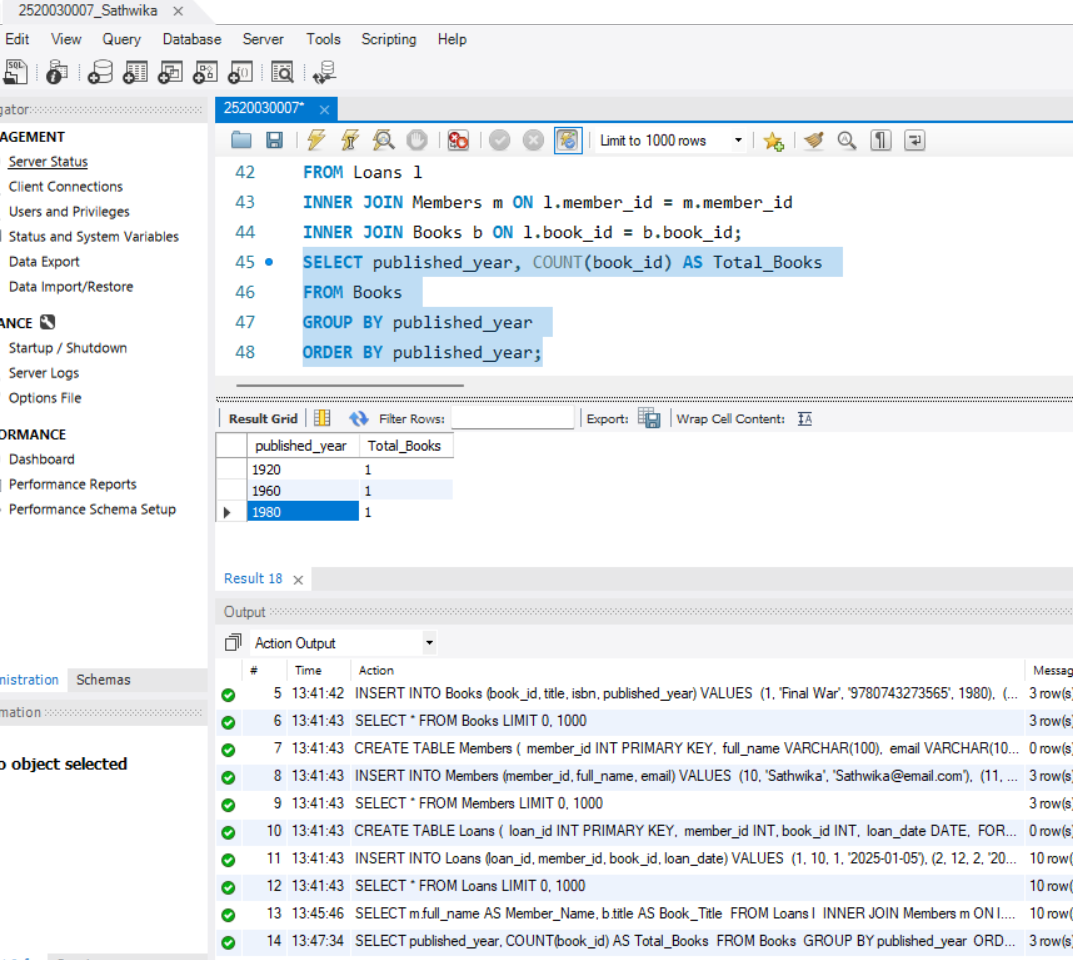 2520030007_Sathwika
Edit View Query Database Server Tools Scripting Help
SQL
gator
AGEMENT
Server Status
Client Connections
Users and Privileges
Status and System Variables
Data Export
Data Import/Restore
ANCE
Startup / Shutdown
Server Logs
Options File
ORMANCE
Dashboard
Performance Reports
Performance Schema Setup
nistration Schemas
mation
o object selected
2520030007*
Limit to 1000 rows
42 FROM Loans l
43 INNER JOIN Members m ON l.member_id = m.member_id
44 INNER JOIN Books b ON l.book_id = b.book_id;
45 SELECT published_year, COUNT(book_id) AS Total_Books
46 FROM Books
47 GROUP BY published_year
48 ORDER BY published_year;
Result Grid Filter Rows: Export: Wrap Cell Content: IA
published_year Total_Books
1920 1
1960 1
1980 1
Result 18
Output
Action Output
# Time Action Messag
5 13:41:42 INSERT INTO Books (book_id, title, isbn, published_year) VALUES (1, 'Final War', '9780743273565', 1980), (... 3 row(s)
6 13:41:43 SELECT * FROM Books LIMIT 0, 1000 3 row(s)
7 13:41:43 CREATE TABLE Members ( member_id INT PRIMARY KEY, full_name VARCHAR(100), email VARCHAR(10... 0 row(s)
8 13:41:43 INSERT INTO Members (member_id, full_name, email) VALUES (10, 'Sathwika', 'Sathwika@email.com'), (11, ... 3 row(s)
9 13:41:43 SELECT * FROM Members LIMIT 0, 1000 3 row(s)
10 13:41:43 CREATE TABLE Loans ( loan_id INT PRIMARY KEY, member_id INT, book_id INT, loan_date DATE, FOR... 0 row(s)
11 13:41:43 INSERT INTO Loans (loan_id, member_id, book_id, loan_date) VALUES (1, 10, 1, '2025-01-05'), (2, 12, 2, '20... 10 row(
12 13:41:43 SELECT * FROM Loans LIMIT 0, 1000 10 row(
13 13:45:46 SELECT m.full_name AS Member_Name, b.title AS Book_Title FROM Loans l INNER JOIN Members m ON l.... 10 row(
14 13:47:34 SELECT published_year, COUNT(book_id) AS Total_Books FROM Books GROUP BY published_year ORD... 3 row(s)